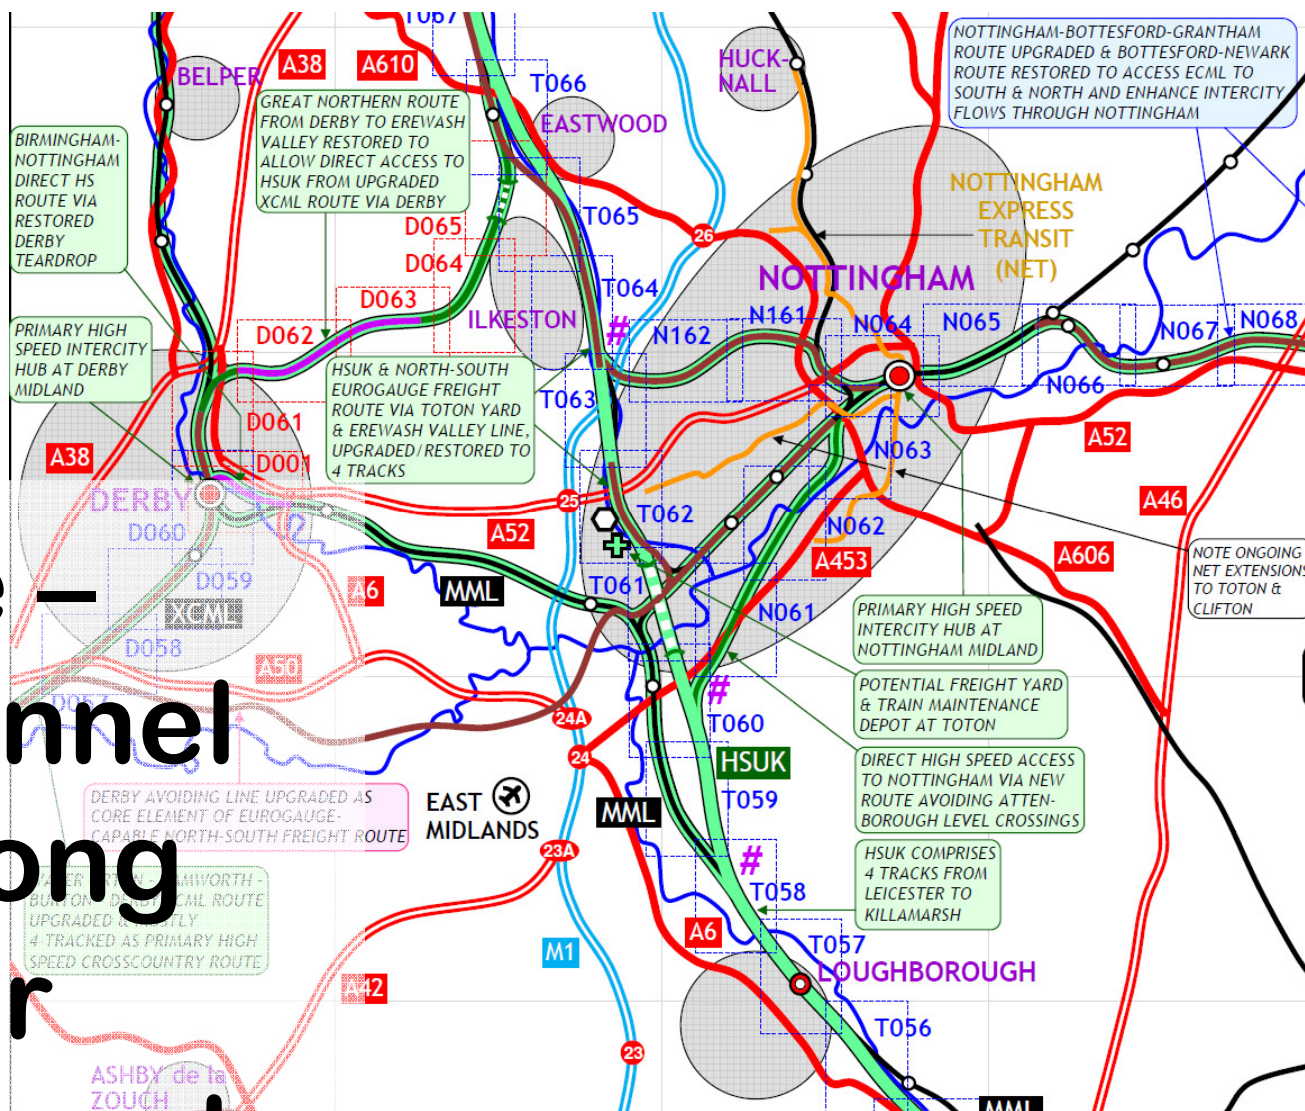 T067
A38
A610
BELPER
T066
HUCK-
NALL
NOTTINGHAM-BOTTESFORD-GRANTHAM
ROUTE UPGRADED & BOTTESFORD-NEWARK
ROUTE RESTORED TO ACCESS ECML TO
SOUTH & NORTH AND ENHANCE INTERCITY
FLOWS THROUGH NOTTINGHAM
GREAT NORTHERN ROUTE
FROM DERBY TO EREWASH
VALLEY RESTORED TO
ALLOW DIRECT ACCESS TO
HSUK FROM UPGRADED
XCML ROUTE VIA DERBY
EASTWOOD
BIRMINGHAM-
NOTTINGHAM
DIRECT HS
ROUTE VIA
RESTORED
DERBY
TEARDROP
NOTTINGHAM
EXPRESS
TRANSIT
(NET)
T065
D065
26
D064
NOTTINGHAM
T064
D063
ILKESTON
#
N161
N162
N064
N065
N067
N068
D062
PRIMARY HIGH
SPEED INTERCITY
HUB AT DERBY
MIDLAND
HSUK & NORTH-SOUTH
EUROGAUGE FREIGHT
ROUTE VIA TOTON YARD
& EREWASH VALLEY LINE,
UPGRADED/RESTORED TO
4 TRACKS
N066
T063
D061
A52
N063
A38
D001
DERBY
25
A46
T062
D060
A52
N062
A453
A606
NOTE ONGOING
NET EXTENSIONS
TO TOTON &
CLIFTON
D059
A6
MML
T061
XCML
N061
PRIMARY HIGH SPEED
INTERCITY HUB AT
NOTTINGHAM MIDLAND
e –
D058
A50
D057
POTENTIAL FREIGHT YARD
& TRAIN MAINTENANCE
DEPOT AT TOTON
#
24A
T060
nnel
24
HSUK
DIRECT HIGH SPEED ACCESS
TO NOTTINGHAM VIA NEW
ROUTE AVOIDING ATTEN-
BOROUGH LEVEL CROSSINGS
DERBY AVOIDING LINE UPGRADED AS
CORE ELEMENT OF EUROGAUGE-
CAPABLE NORTH-SOUTH FREIGHT ROUTE
EAST
MIDLANDS
MML
T059
23A
#
HSUK COMPRISES
4 TRACKS FROM
LEICESTER TO
KILLAMARSH
ong
T058
TAMWORTH -
BURTON - DERBY XCML ROUTE
UPGRADED & MOSTLY
4 TRACKED AS PRIMARY HIGH
SPEED CROSSCOUNTRY ROUTE
A6
M1
T057
LOUGHBOROUGH
A42
r
T056
23
ASHBY de la
ZOUCH
MML